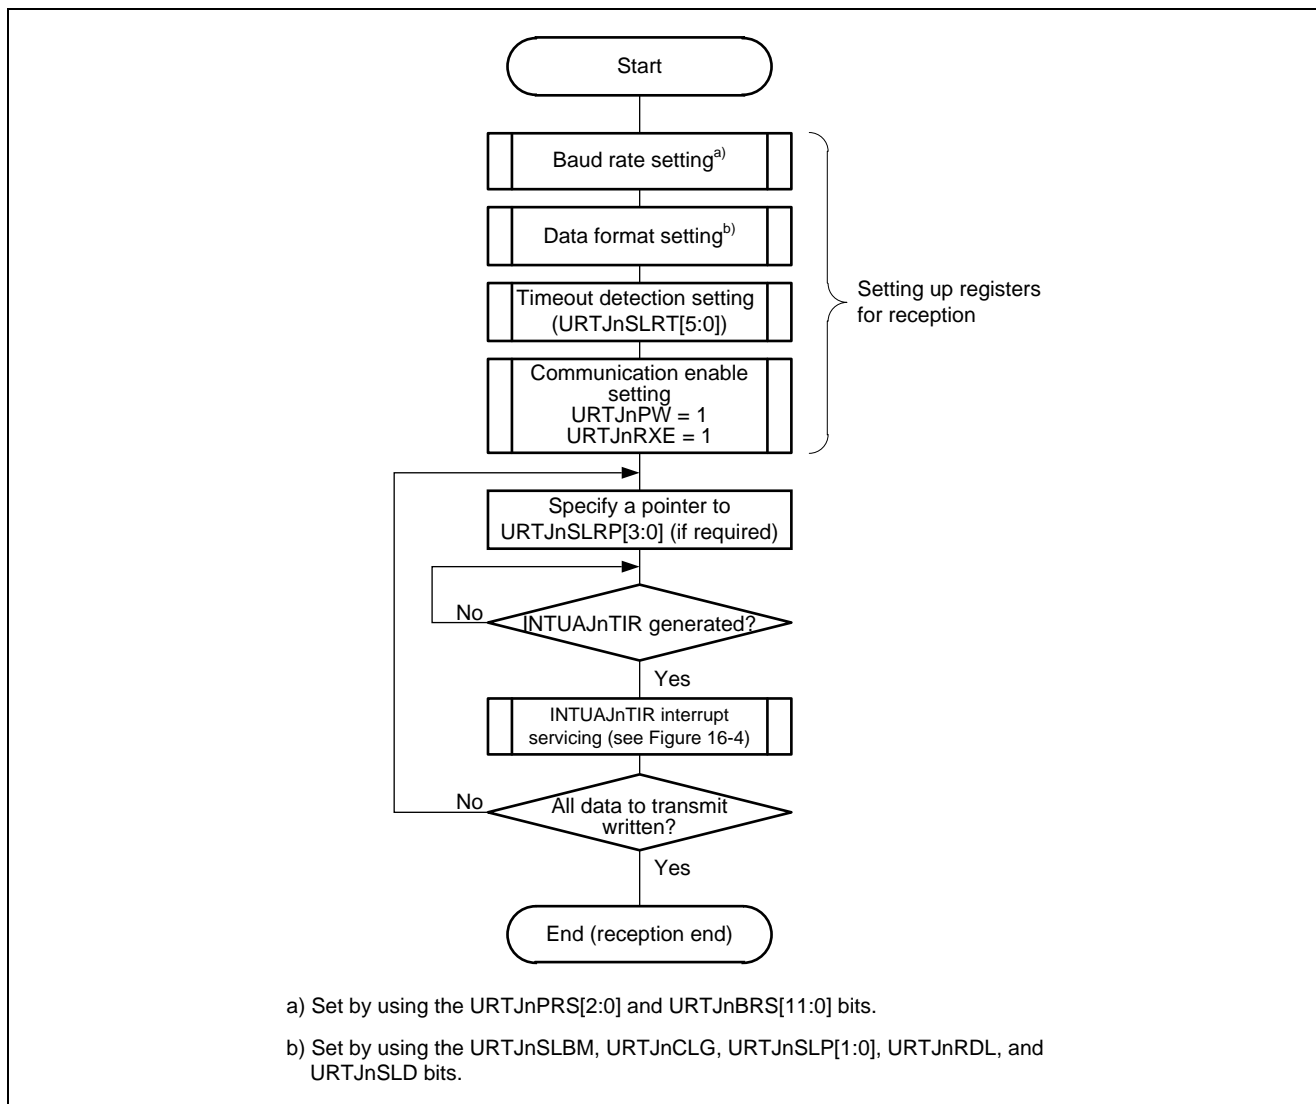 Start
Baud rate setting a)
Data format setting b)
Timeout detection setting
(URTJnSLRT[5:0])
Communication enable
setting
URTJnPW = 1
URTJnRXE = 1
Setting up registers
for reception
Specify a pointer to
URTJnSLRP[3:0] (if required)
No
INTUAJnTIR generated?
Yes
INTUAJnTIR interrupt
servicing (see Figure 16-4)
No
All data to transmit
written?
Yes
End (reception end)
a) Set by using the URTJnPRS[2:0] and URTJnBRS[11:0] bits.
b) Set by using the URTJnSLBM, URTJnCLG, URTJnSLP[1:0], URTJnRDL, and
URTJnSLD bits.